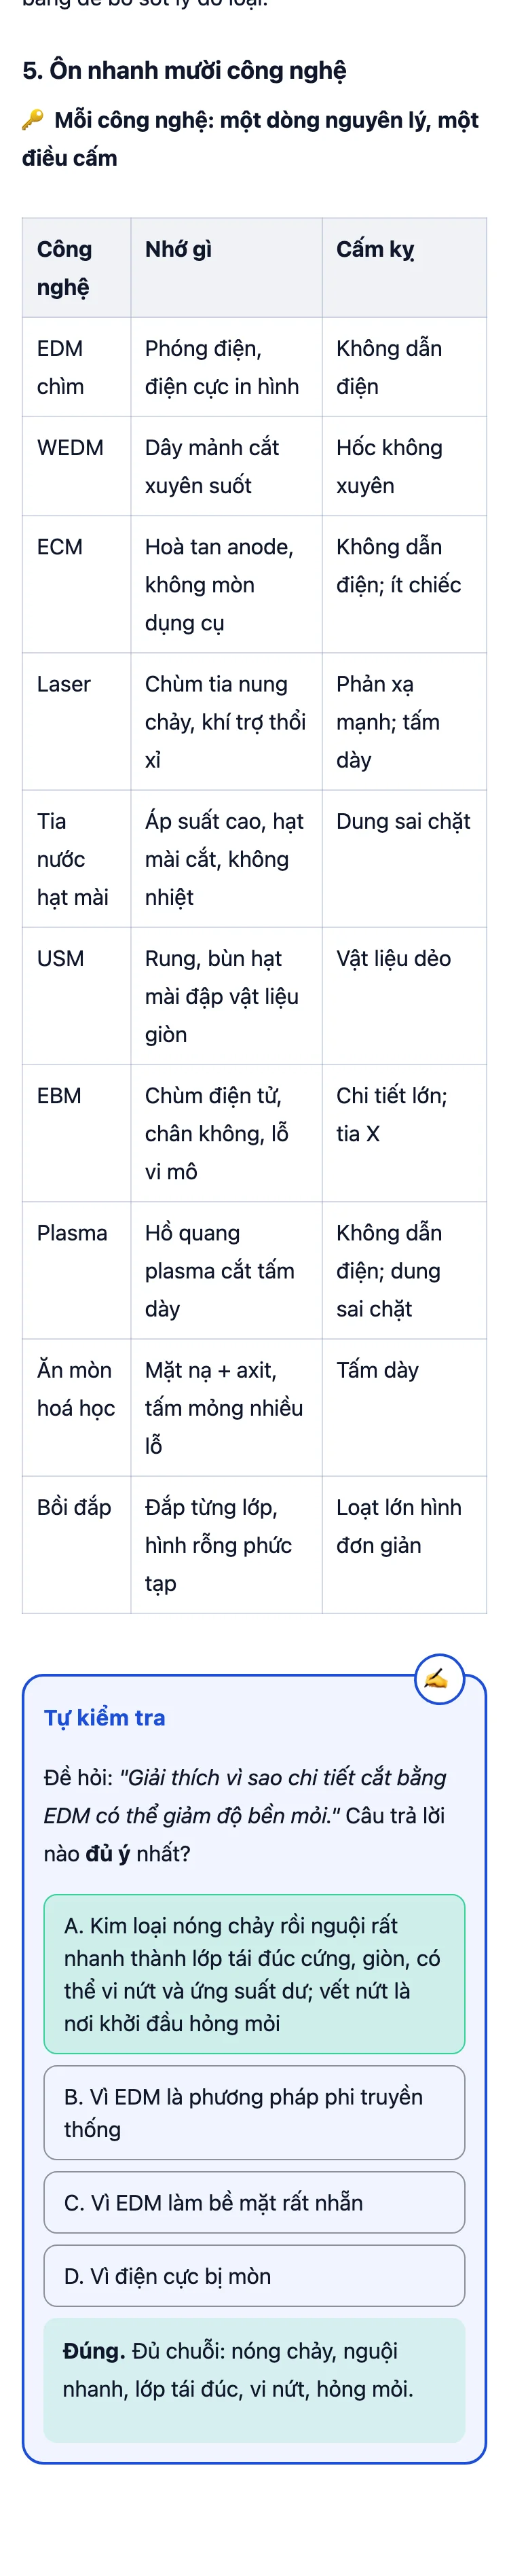 bảng để bỏ sót lý do loại.
5. Ôn nhanh mười công nghệ
🔑 Mỗi công nghệ: một dòng nguyên lý, một
điều cấm
Công
nghệ
Nhớ gì
Cấm kỵ
EDM
chìm
Phóng điện,
điện cực in hình
Không dẫn
điện
WEDM
Dây mảnh cắt
xuyên suốt
Hốc không
xuyên
ECM
Hoà tan anode,
không mòn
dụng cụ
Không dẫn
điện; ít chiếc
Laser
Chùm tia nung
chảy, khí trợ thổi
xỉ
Phản xạ
mạnh; tấm
dày
Tia
nước
hạt mài
Áp suất cao, hạt
mài cắt, không
nhiệt
Dung sai chặt
USM
Rung, bùn hạt
mài đập vật liệu
giòn
Vật liệu dẻo
EBM
Chùm điện tử,
chân không, lỗ
vi mô
Chi tiết lớn;
tia X
Plasma
Hồ quang
plasma cắt tấm
dày
Không dẫn
điện; dung
sai chặt
Ăn mòn
hoá học
Mặt nạ + axit,
tấm mỏng nhiều
lỗ
Tấm dày
Bồi đắp
Đắp từng lớp,
hình rỗng phức
tạp
Loạt lớn hình
đơn giản
Tự kiểm tra
Đề hỏi: "Giải thích vì sao chi tiết cắt bằng
EDM có thể giảm độ bền mỏi." Câu trả lời
nào đủ ý nhất?
A. Kim loại nóng chảy rồi nguội rất
nhanh thành lớp tái đúc cứng, giòn, có
thể vi nứt và ứng suất dư; vết nứt là
nơi khởi đầu hỏng mỏi
B. Vì EDM là phương pháp phi truyền
thống
C. Vì EDM làm bề mặt rất nhẵn
D. Vì điện cực bị mòn
Đúng. Đủ chuỗi: nóng chảy, nguội
nhanh, lớp tái đúc, vi nứt, hỏng mỏi.